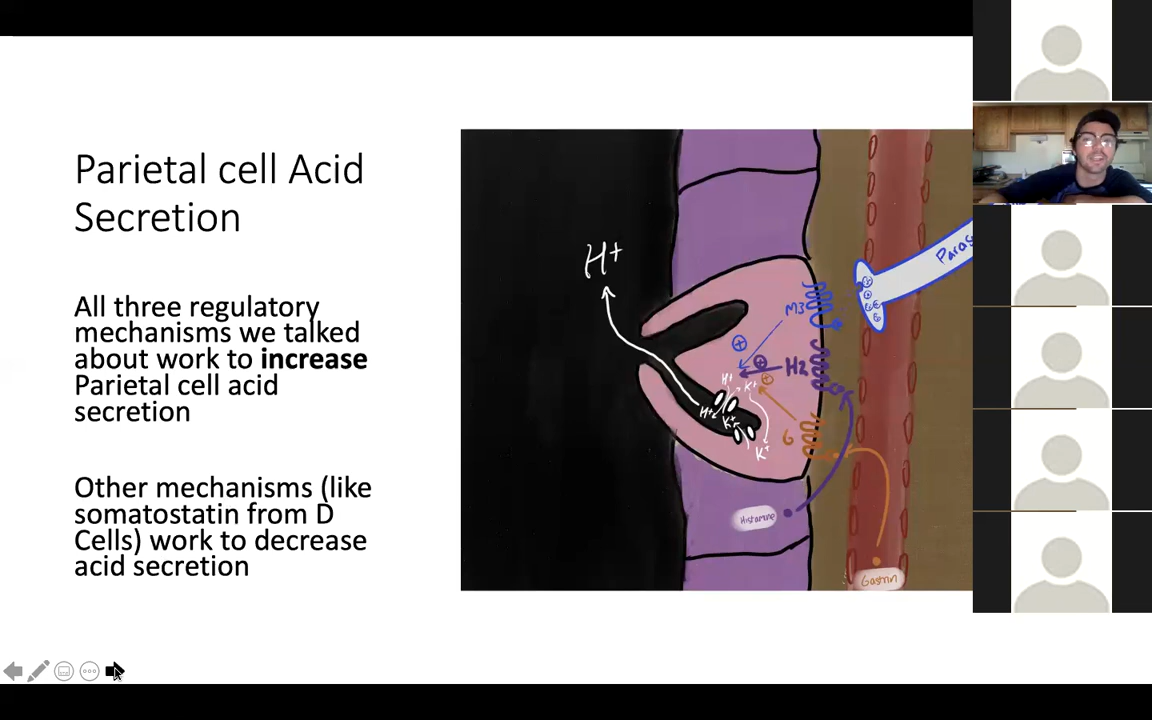 Parietal cell Acid
Secretion
All three regulatory
mechanisms we talked
about work to increase
Parietal cell acid
secretion
Other mechanisms (like
somatostatin from D
Cells) work to decrease
acid secretion
H+
Paras
M3
H2
H+
K+
H+
K+
G
K+
Histamine
Gastrin